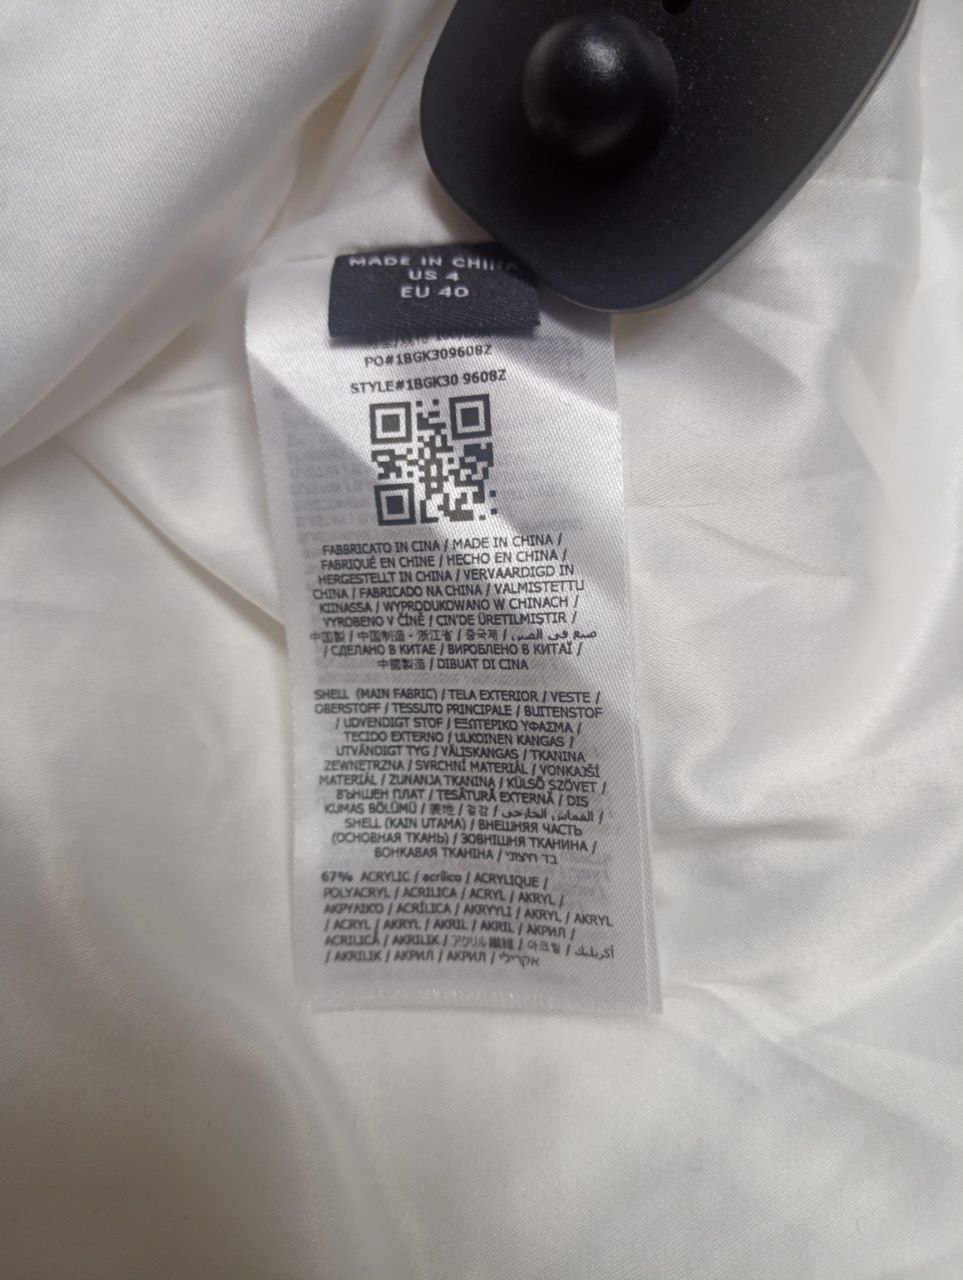 MADE IN CHINA
US 4
EU 40
PO#1BGK309608Z
STYLE#1BGK30 9608Z
FABBRICATO IN CINA / MADE IN CHINA /
FABRIQUÉ EN CHINE / HECHO EN CHINA /
HERGESTELLT IN CHINA / VERVAARDIGD IN
CHINA / FABRICADO NA CHINA / VALMISTETTU
KIINASSA / WYPRODUKOWANO W CHINACH /
VYROBENO V ČÍNĚ / CIN'DE ÜRETILMIŞTIR /
中国製 / 中国制造 - 浙江省 / 중국제 / صنع في الصين
/ СДЕЛАНО В КИТАЕ / ВИРОБЛЕНО В КИТАЇ /
中國製造 / DIBUAT DI CINA
SHELL (MAIN FABRIC) / TELA EXTERIOR / VESTE /
OBERSTOFF / TESSUTO PRINCIPALE / BUITENSTOF
/ UDVENDIGT STOF / ΕΞΩΤΕΡΙΚΟ ΥΦΑΣΜΑ /
TECIDO EXTERNO / ULKOINEN KANGAS /
UTVÄNDIGT TYG / VÄLISKANGAS / TKANINA
ZEWNĘTRZNA / SVRCHNÍ MATERIÁL / VONKAJŠÍ
MATERIÁL / ZUNANJA TKANINA / KÜLSŐ SZÖVET /
ВЪНШЕН ПЛАТ / TESĂTURĂ EXTERNĂ / DIS
KUMAS BÖLÜMÜ / 表地 / 겉감 / القماش الخارجي /
SHELL (KAIN UTAMA) / ВНЕШНЯЯ ЧАСТЬ
(ОСНОВНАЯ ТКАНЬ) / ЗОВНІШНЯ ТКАНИНА /
ВОНКАВАЯ ТКАНІНА / בד חיצוני
67% ACRYLIC / acrílico / ACRYLIQUE /
POLYACRYL / ACRILICA / ACRYL / AKRYL /
ΑΚΡΥΛΙΚΟ / ACRÍLICA / AKRYYLI / AKRYL / AKRYL
/ ACRYL / AKRYL / AKRIL / AKRIL / АКРИЛ /
ACRILICĂ / AKRILIK / アクリル繊維 / 아크릴 / أكريليك
/ AKRILIK / АКРИЛ / АКРИЛ / אקרילי